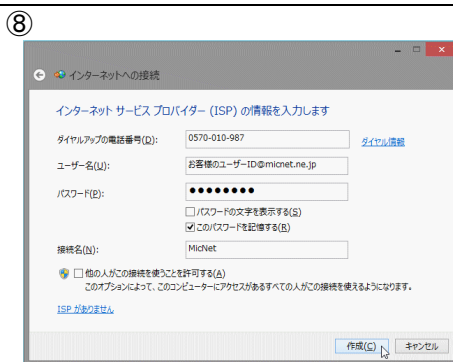 ⑧
インターネットへの接続
インターネット サービス プロバイダー (ISP) の情報を入力します
ダイヤルアップの電話番号(D): 0570-010-987 ダイヤル情報
ユーザー名(U): お客様のユーザーID@micnet.ne.jp
パスワード(P): ●●●●●●●●
パスワードの文字を表示する(S)
このパスワードを記憶する(R)
接続名(N): MicNet
他の人がこの接続を使うことを許可する(A)
このオプションによって、このコンピューターにアクセスがあるすべての人がこの接続を使えるようになります。
ISP がありません
作成(C) キャンセル